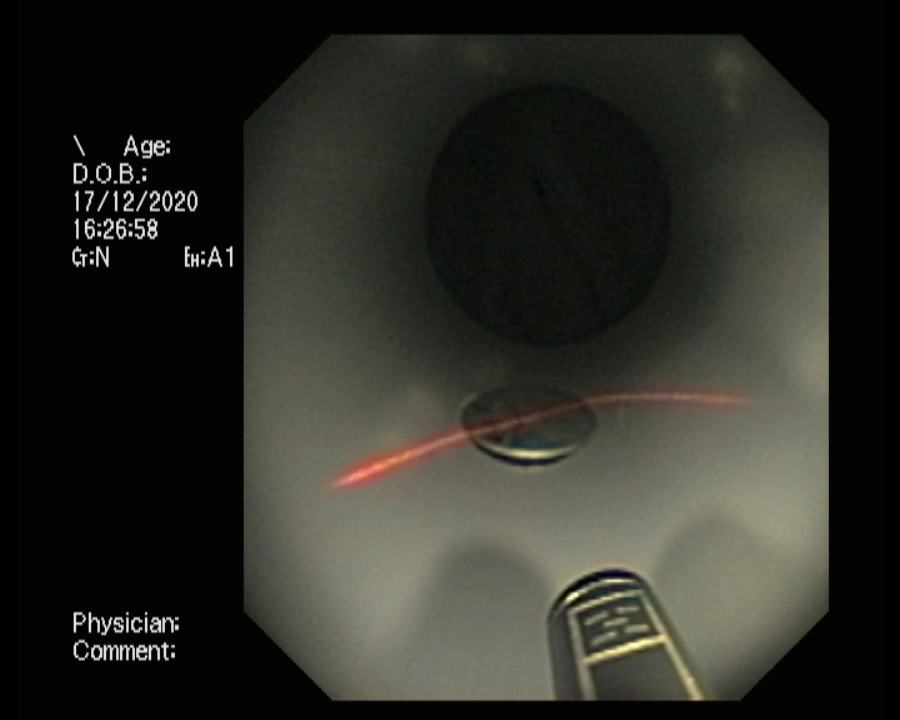 \ Age:
D.O.B.:
17/12/2020
16:26:58
Cr:N EH:A1
Physician:
Comment: